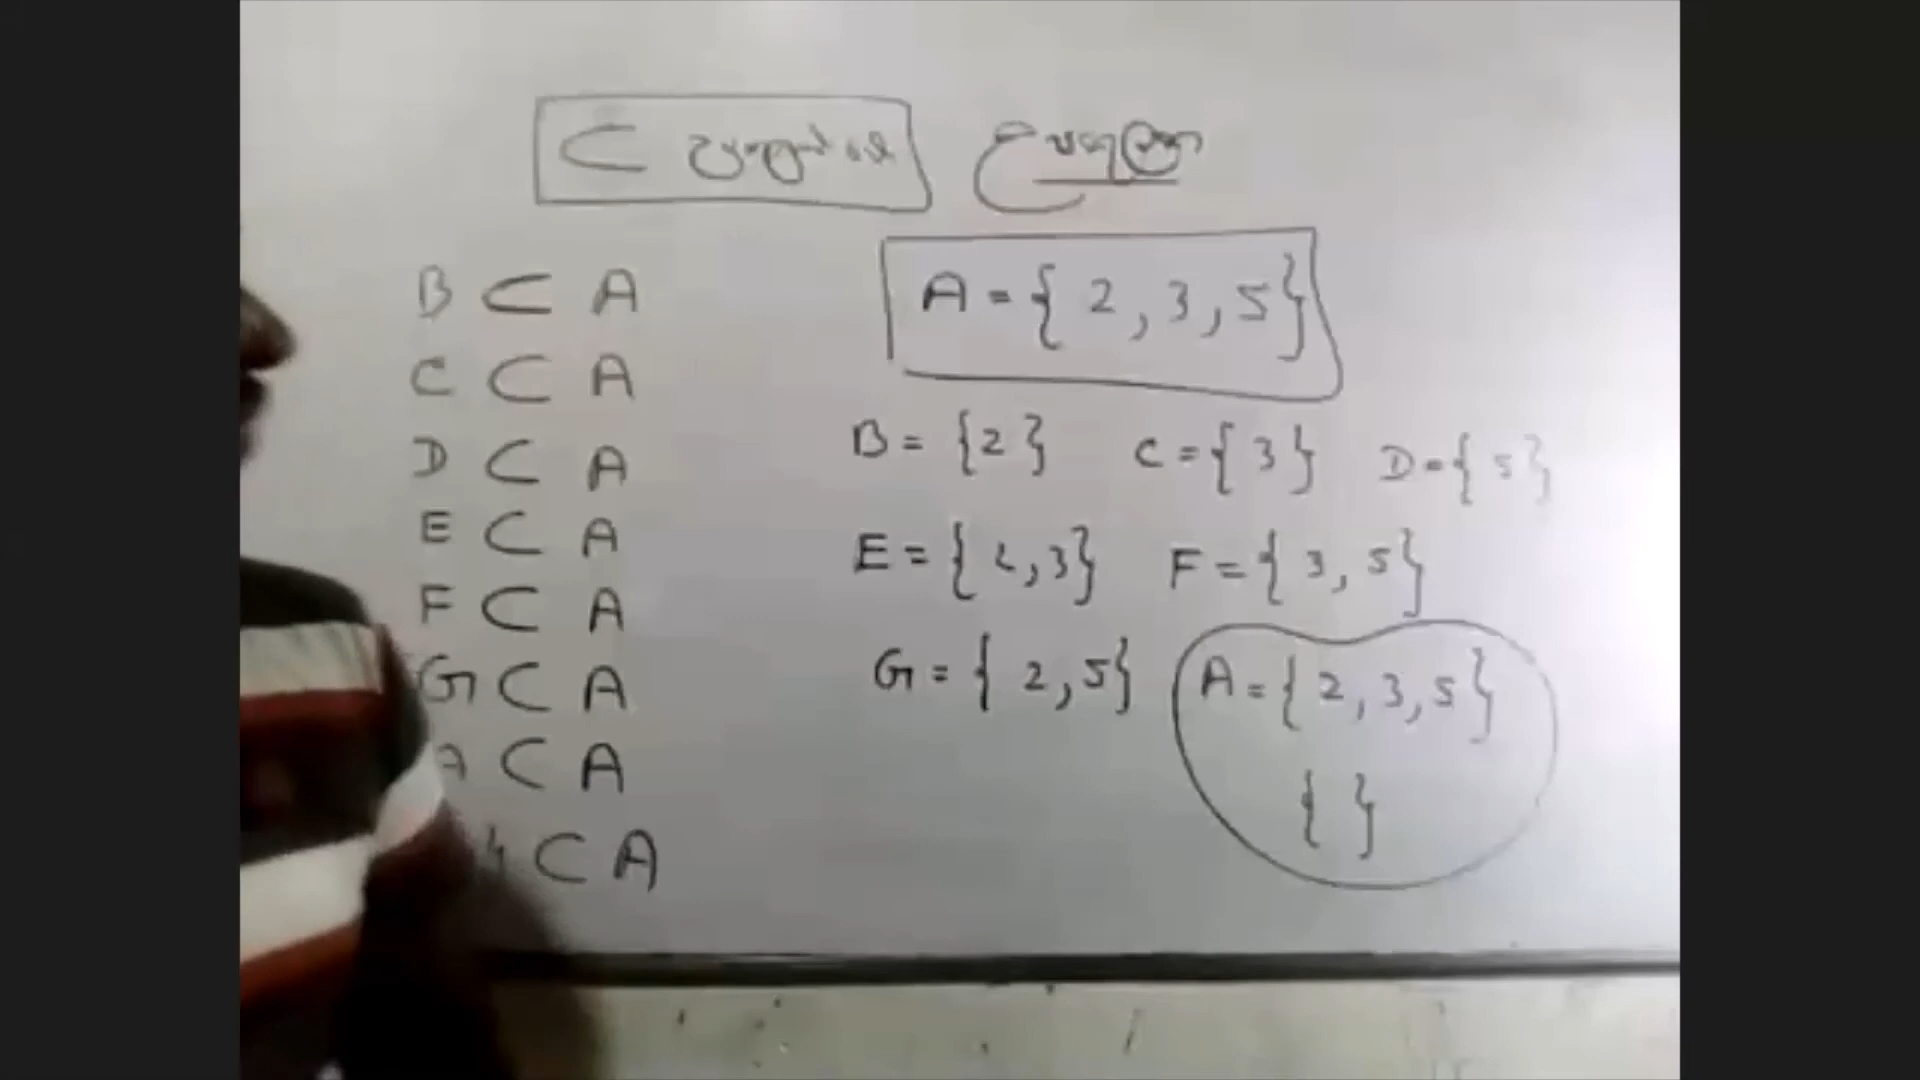 ⊂
A = { 2, 3, 5 }
B ⊂ A
C ⊂ A
D ⊂ A
E ⊂ A
F ⊂ A
G ⊂ A
A ⊂ A
⊂ A
B = { 2 } C = { 3 } D = { 5 }
E = { 2, 3 } F = { 3, 5 }
G = { 2, 5 } A = { 2, 3, 5 }
{ }